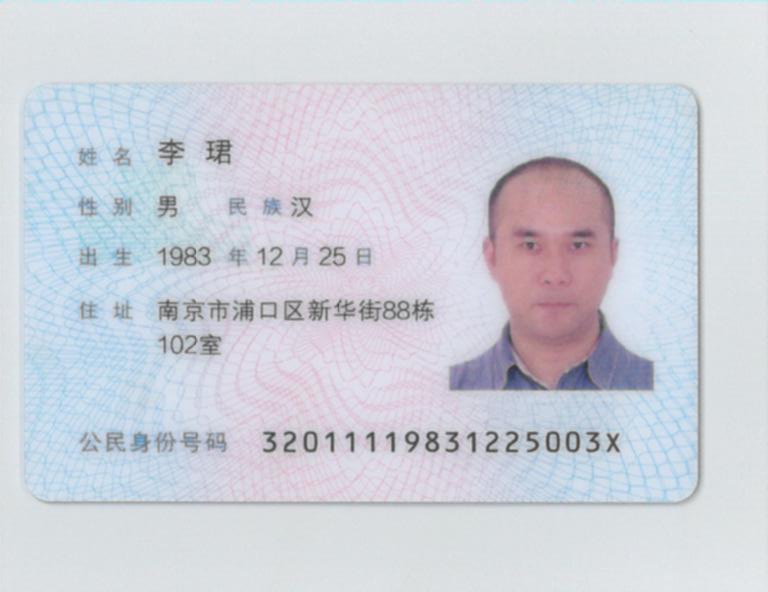 姓名 李珺
性别 男 民族 汉
出生 1983 年 12 月 25 日
住址 南京市浦口区新华街88栋
102室
公民身份号码 32011119831225003X